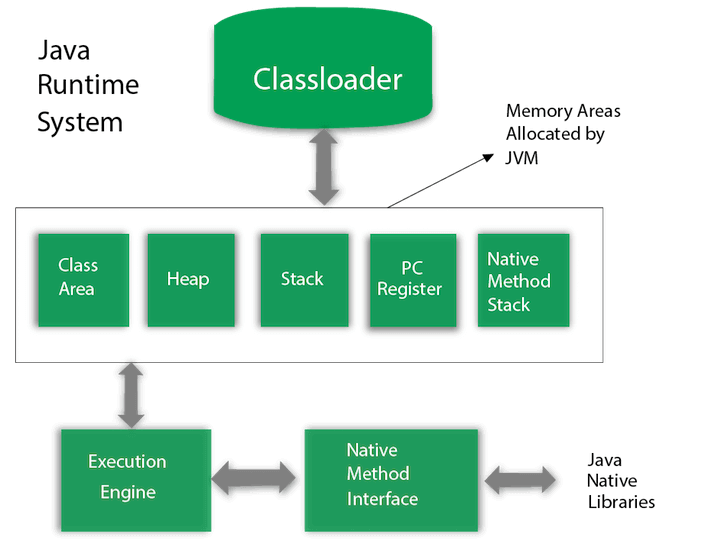 Java
Runtime
System
Classloader
Memory Areas
Allocated by
JVM
Class
Area
Heap
Stack
PC
Register
Native
Method
Stack
Execution
Engine
Native
Method
Interface
Java
Native
Libraries